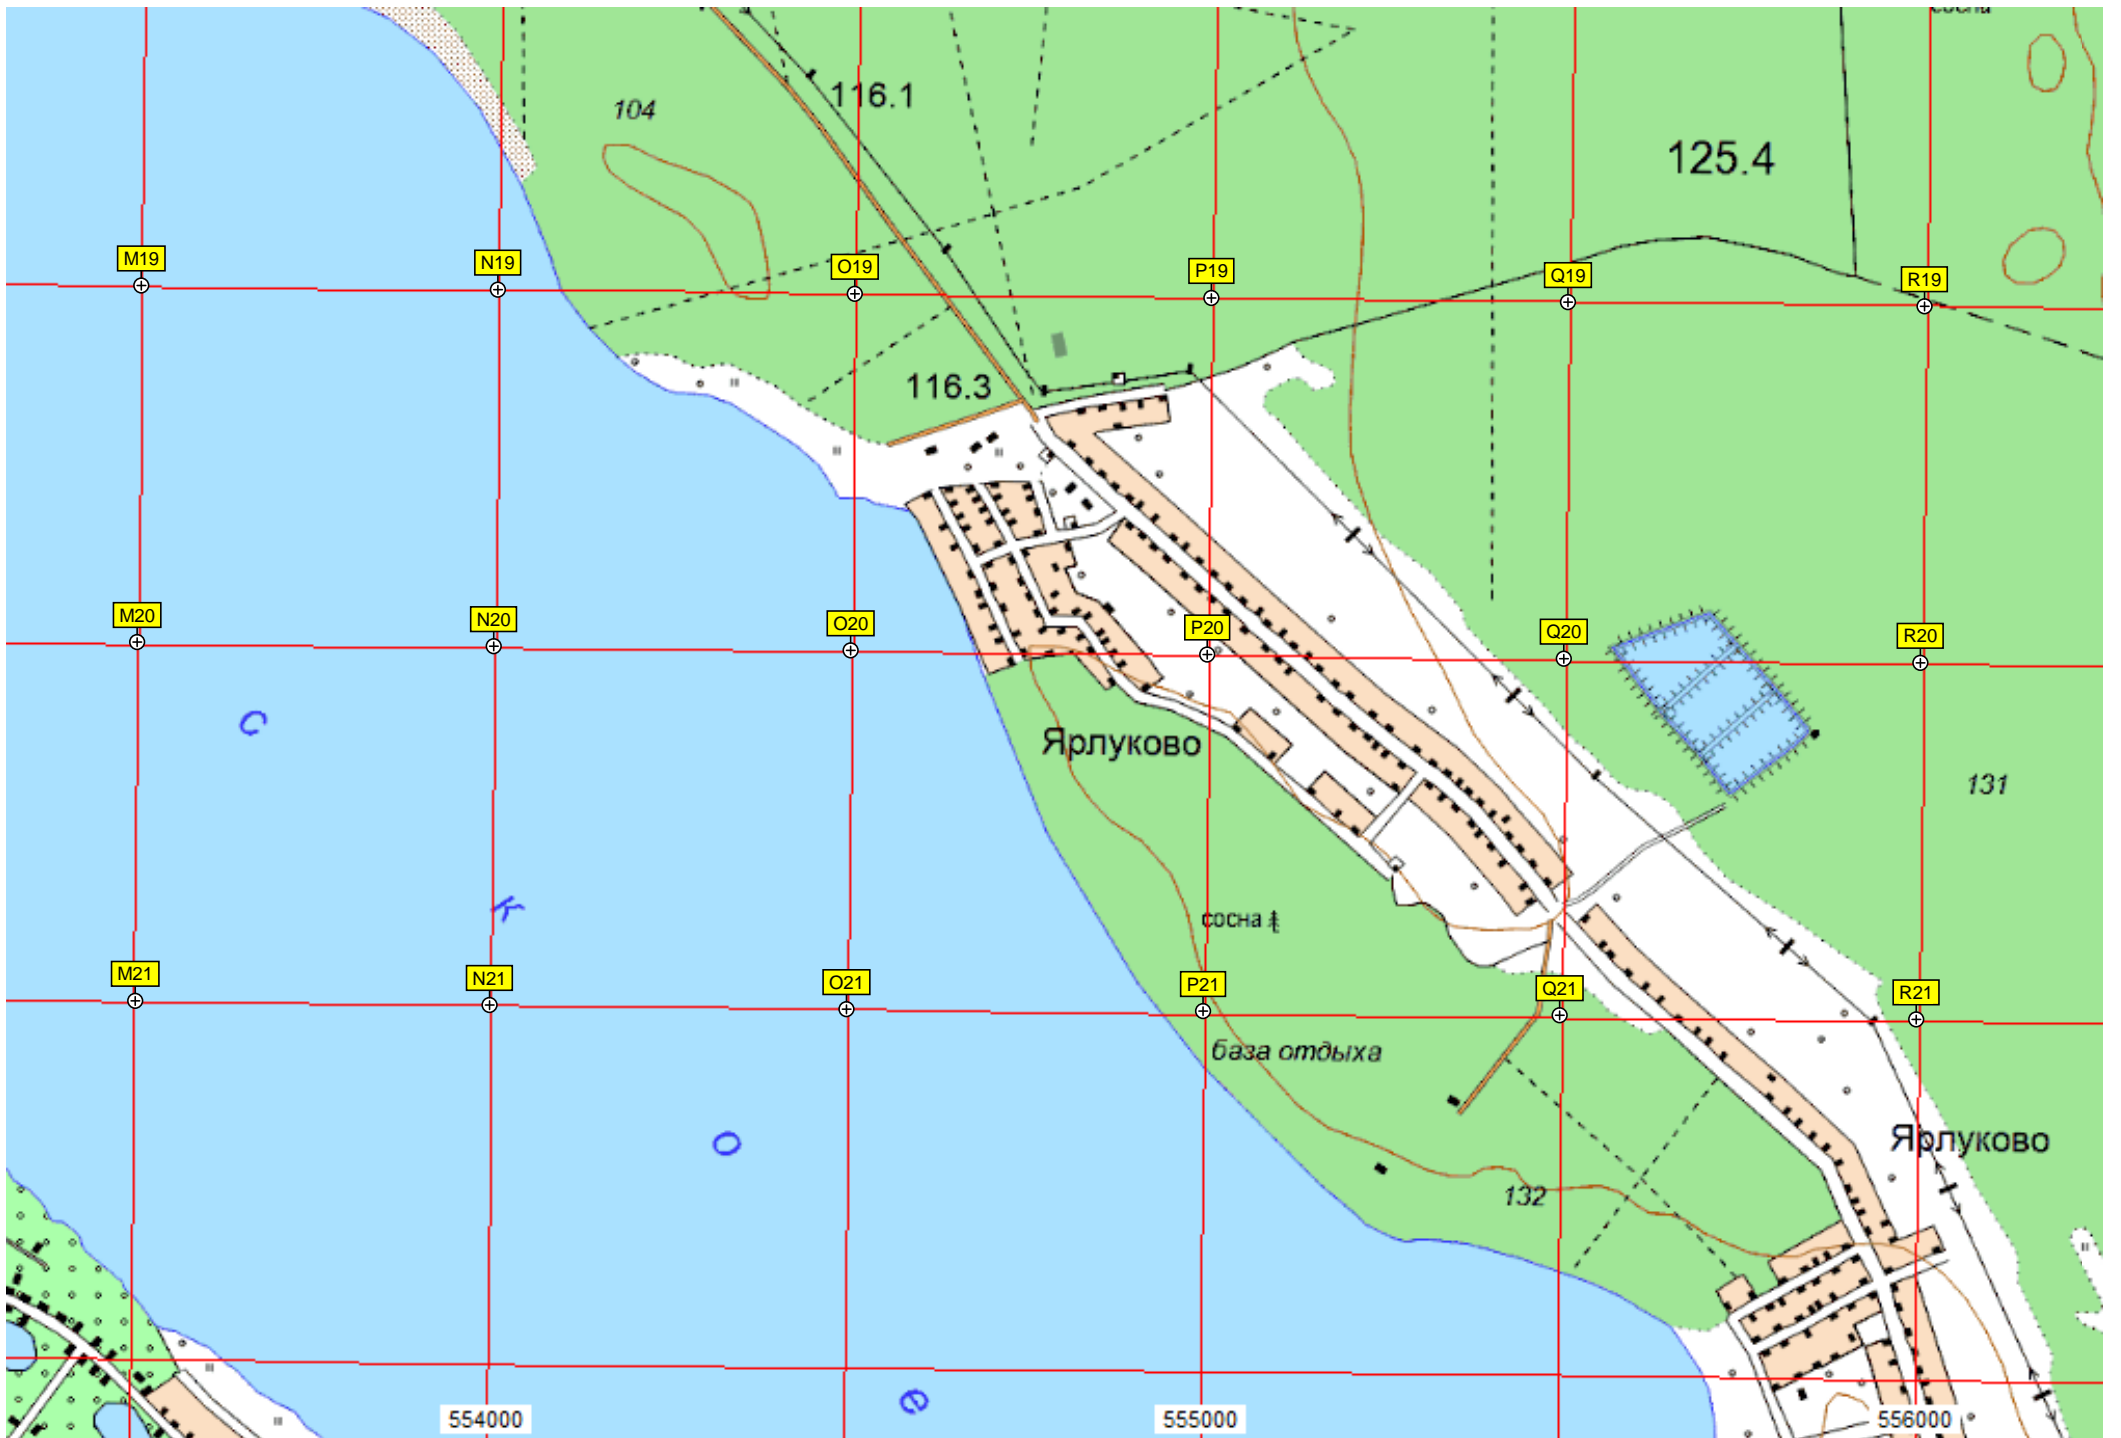 сосна
116.1
104
125.4
M19
N19
O19
P19
Q19
R19
116.3
M20
N20
O20
P20
Q20
R20
С
Ярлуково
131
к
сосна
M21
N21
O21
P21
Q21
R21
база отдыха
о
Ярлуково
132
е
554000
555000
556000